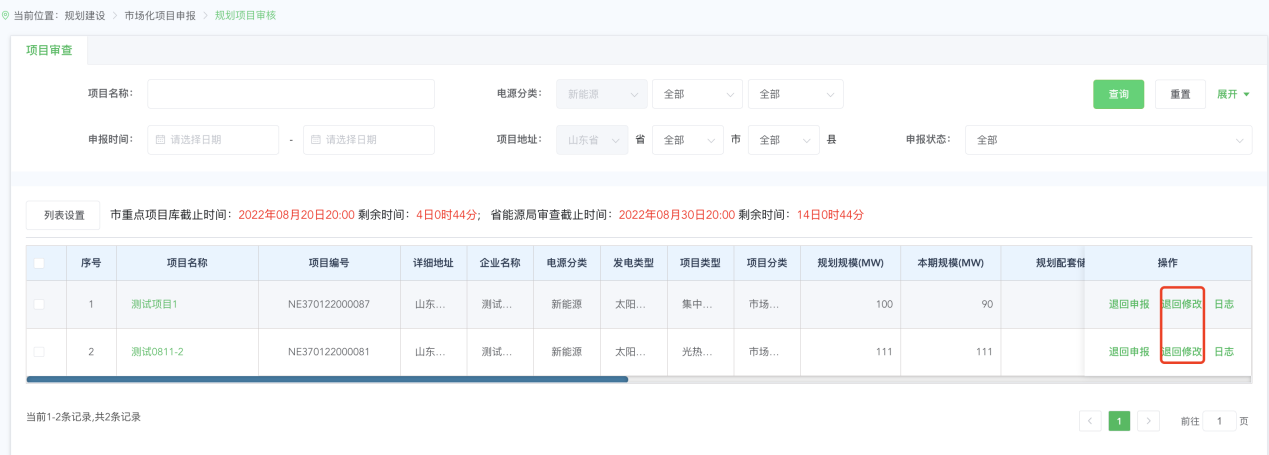 当前位置：规划建设 > 市场化项目申报 > 规划项目审核
项目审查
项目名称： 电源分类： 新能源 全部 全部 查询 重置 展开
申报时间： 请选择日期 - 请选择日期 项目地址： 山东省 省 全部 市 全部 县 申报状态： 全部
列表设置 市重点项目库截止时间：2022年08月20日20:00 剩余时间：4日0时44分; 省能源局审查截止时间：2022年08月30日20:00 剩余时间：14日0时44分
序号 项目名称 项目编号 详细地址 企业名称 电源分类 发电类型 项目类型 项目分类 规划规模(MW) 本期规模(MW) 规划配套储 操作
1 测试项目1 NE370122000087 山东... 测试... 新能源 太阳... 集中... 市场... 100 90 退回申报 退回修改 日志
2 测试0811-2 NE370122000081 山东... 测试... 新能源 太阳... 光热... 市场... 111 111 退回申报 退回修改 日志
当前1-2条记录,共2条记录 < 1 > 前往 1 页